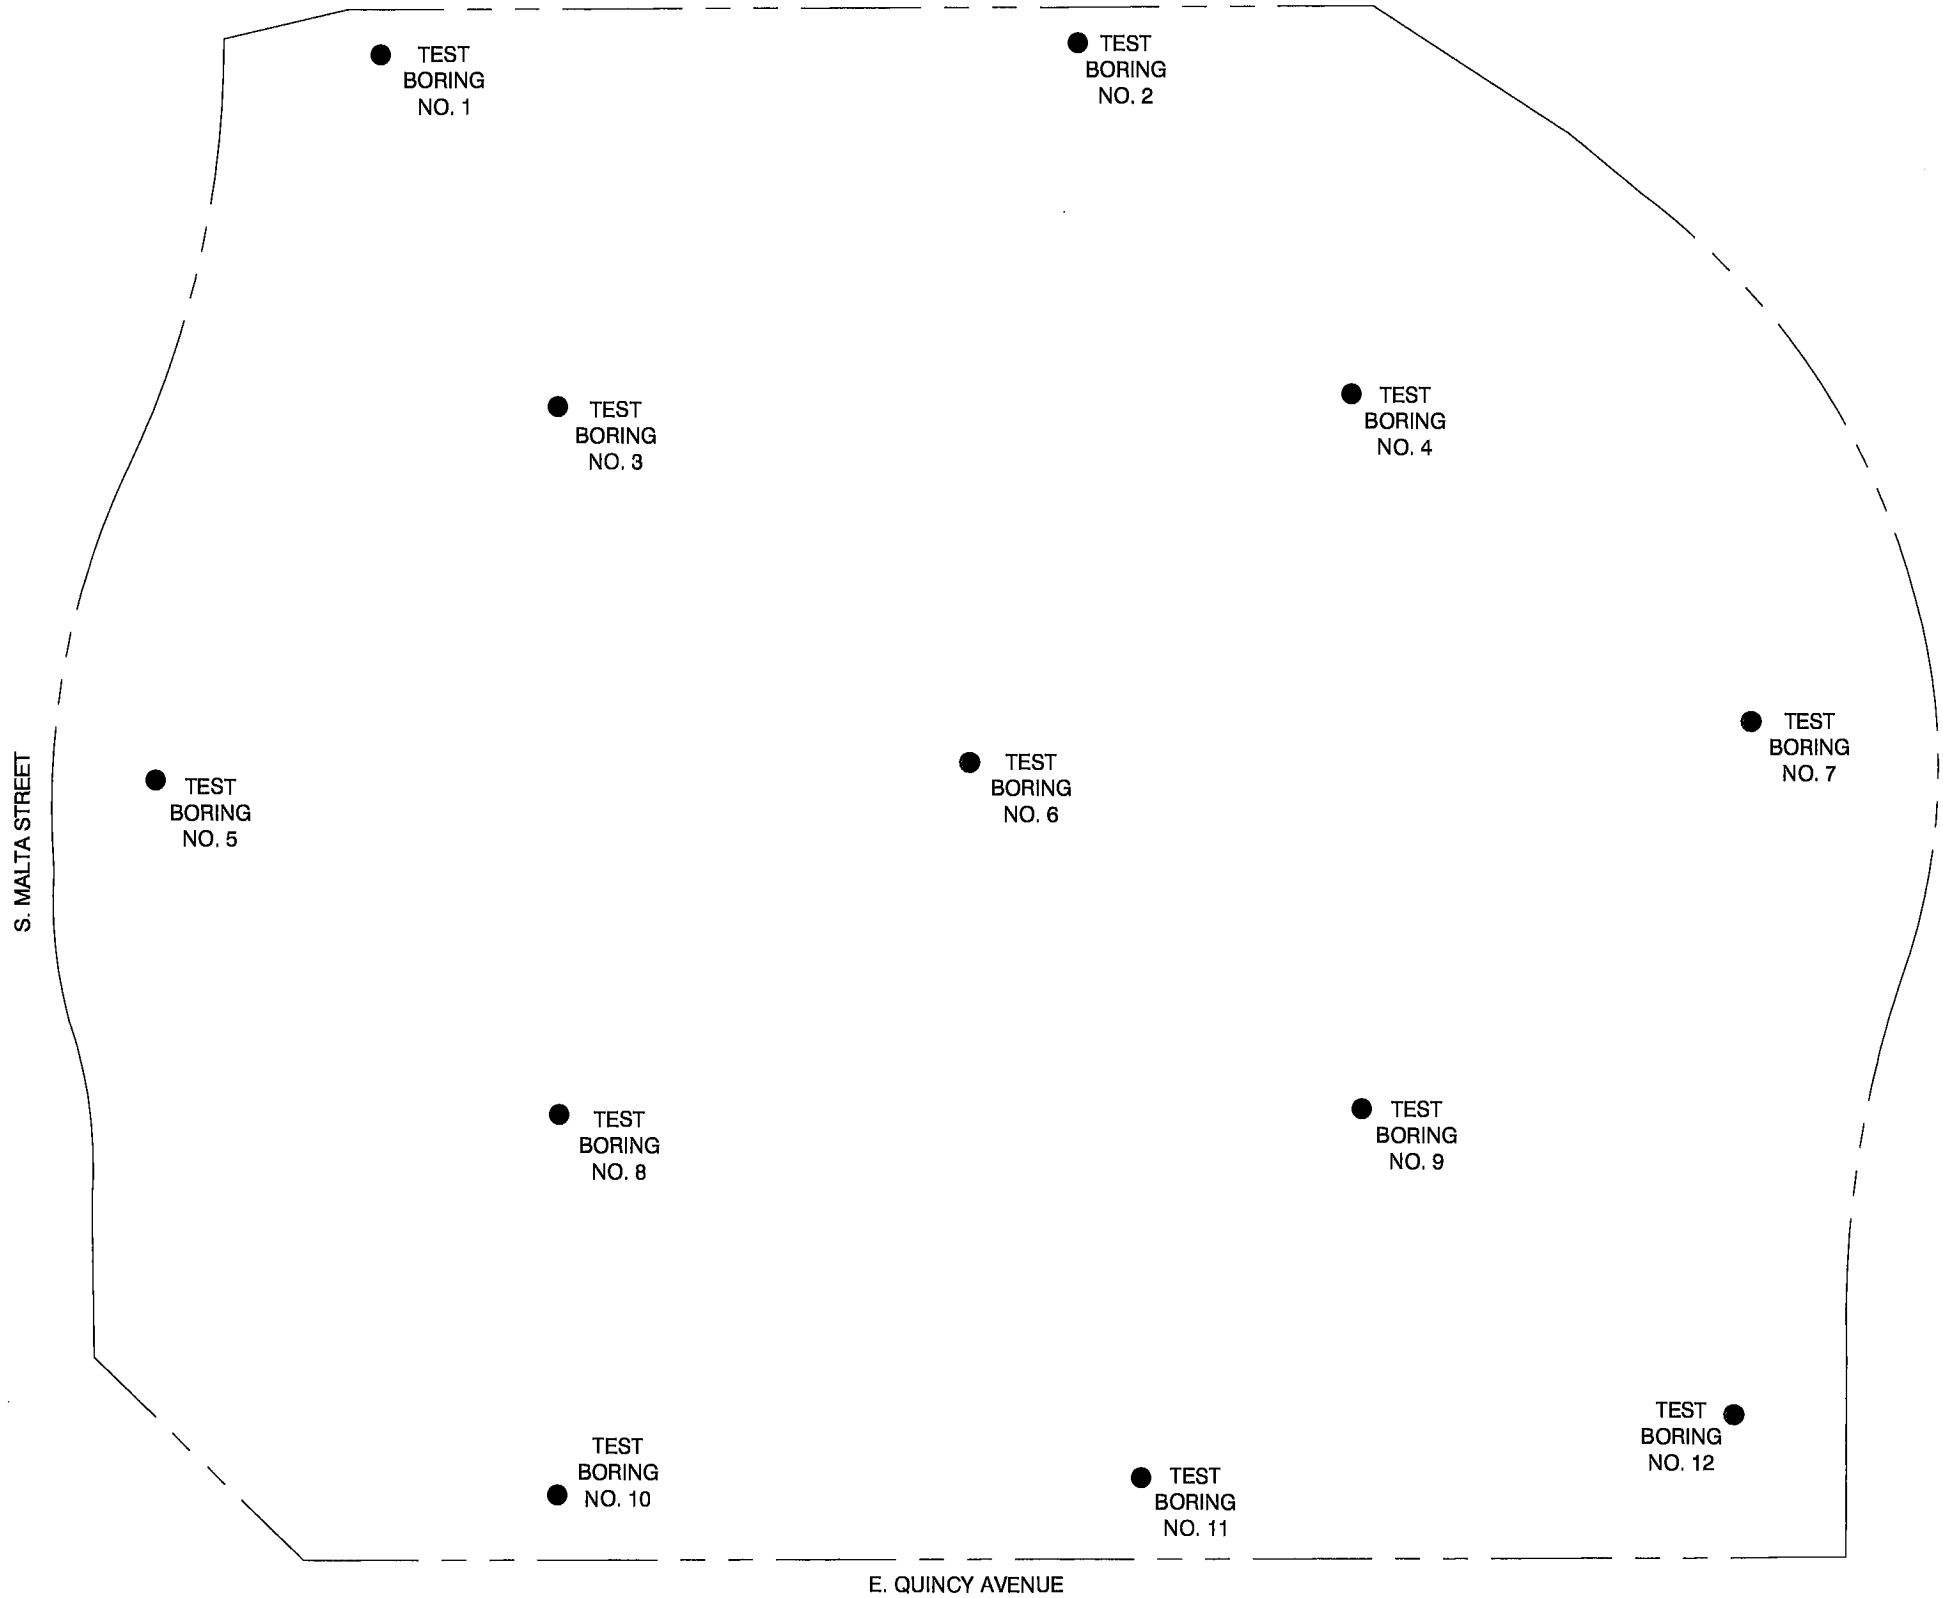 TEST
BORING
NO. 1
TEST
BORING
NO. 2
TEST
BORING
NO. 3
TEST
BORING
NO. 4
S. MALTA STREET
TEST
BORING
NO. 5
TEST
BORING
NO. 6
TEST
BORING
NO. 7
TEST
BORING
NO. 8
TEST
BORING
NO. 9
TEST
BORING
NO. 10
TEST
BORING
NO. 11
TEST
BORING
NO. 12
E. QUINCY AVENUE